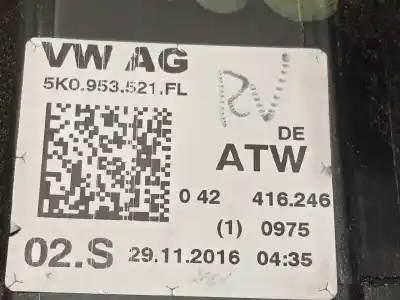 VW AG
5K0.953.521.FL
RV
DE
ATW
0 42 416.246
(1) 0975
02.S 29.11.2016 04:35